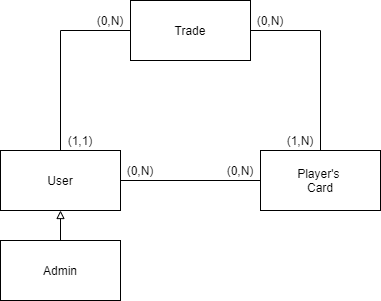 (0,N)
Trade
(0,N)
(1,1)
(1,N)
User
(0,N)
(0,N)
Player's
Card
Admin